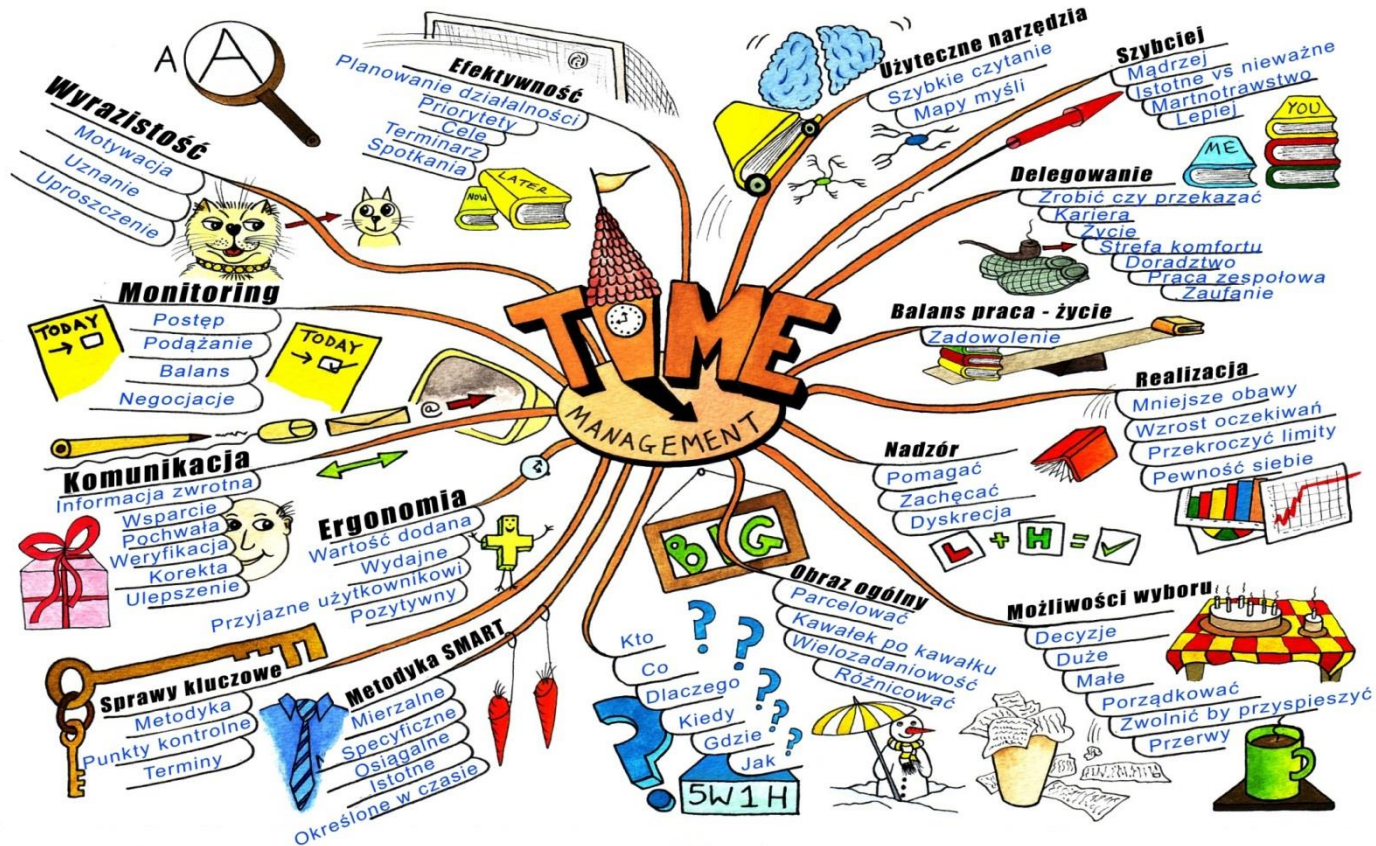 A A
Wyrazistość
Motywacja
Uznanie
Uproszczenie
Efektywność
Planowanie działalności
Priorytety
Cele
Terminarz
Spotkania
@
NOW
LATER
Użyteczne narzędzia
Szybkie czytanie
Mapy myśli
Szybciej
Mądrzej
Istotne vs nieważne
Martnotrawstwo
Lepiej
ME
YOU
Delegowanie
Zrobić czy przekazać
Kariera
Życie
Strefa komfortu
Doradztwo
Praca zespołowa
Zaufanie
TIME
MANAGEMENT
Monitoring
Postęp
Podążanie
Balans
Negocjacje
TODAY
TODAY
@
Balans praca - życie
Zadowolenie
Realizacja
Mniejsze obawy
Wzrost oczekiwań
Przekroczyć limity
Pewność siebie
Komunikacja
Informacja zwrotna
Wsparcie
Pochwała
Weryfikacja
Korekta
Ulepszenie
Ergonomia
Wartość dodana
Wydajne
Przyjazne użytkownikowi
Pozytywny
Nadzór
Pomagać
Zachęcać
Dyskrecja
L + H = ✓
BIG
Obraz ogólny
Parcelować
Kawałek po kawałku
Wielozadaniowość
Różnicować
Możliwości wyboru
Decyzje
Duże
Małe
Porządkować
Zwolnić by przyspieszyć
Przerwy
Sprawy kluczowe
Metodyka
Punkty kontrolne
Terminy
Metodyka SMART
Mierzalne
Specyficzne
Osiągalne
Istotne
Określone w czasie
Kto
Co
Dlaczego
Kiedy
Gdzie
Jak
? ? ? ? ? ?
5W1H